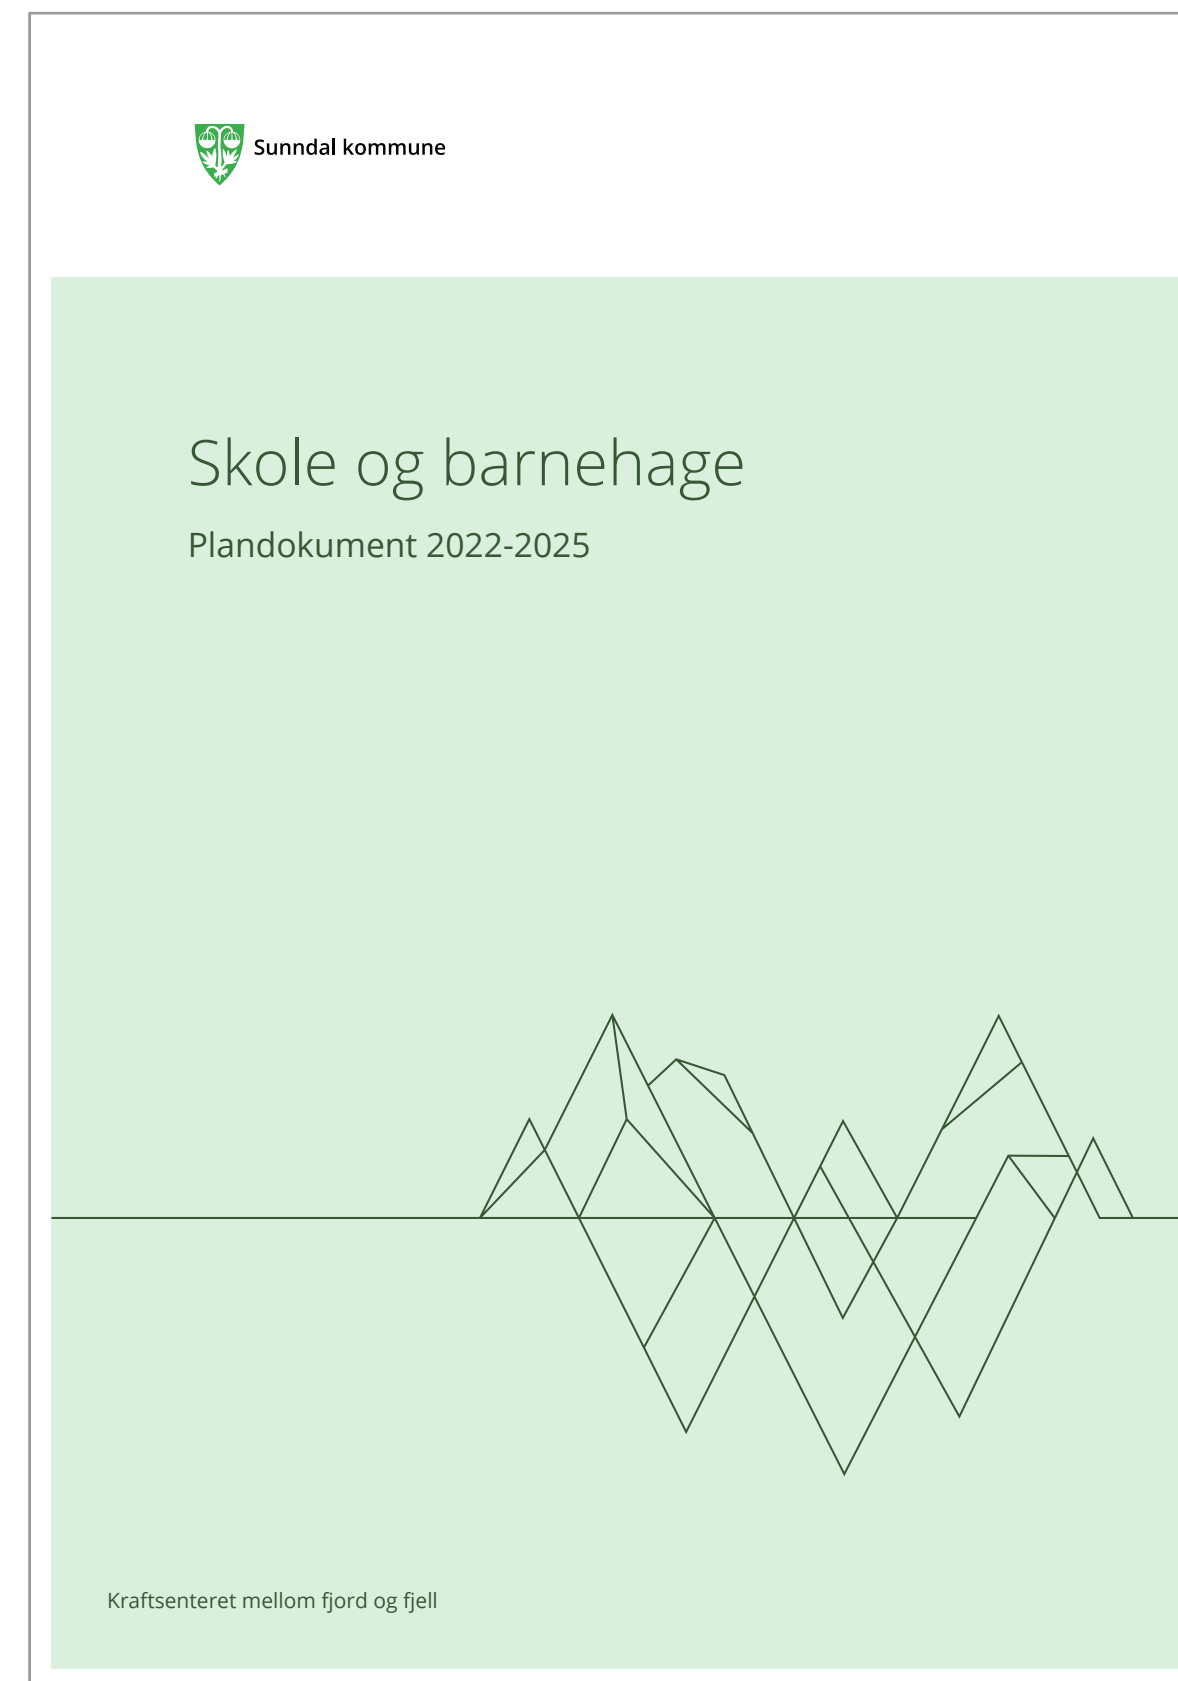 Sunndal kommune
Skole og barnehage
Plandokument 2022-2025
Kraftsenteret mellom fjord og fjell